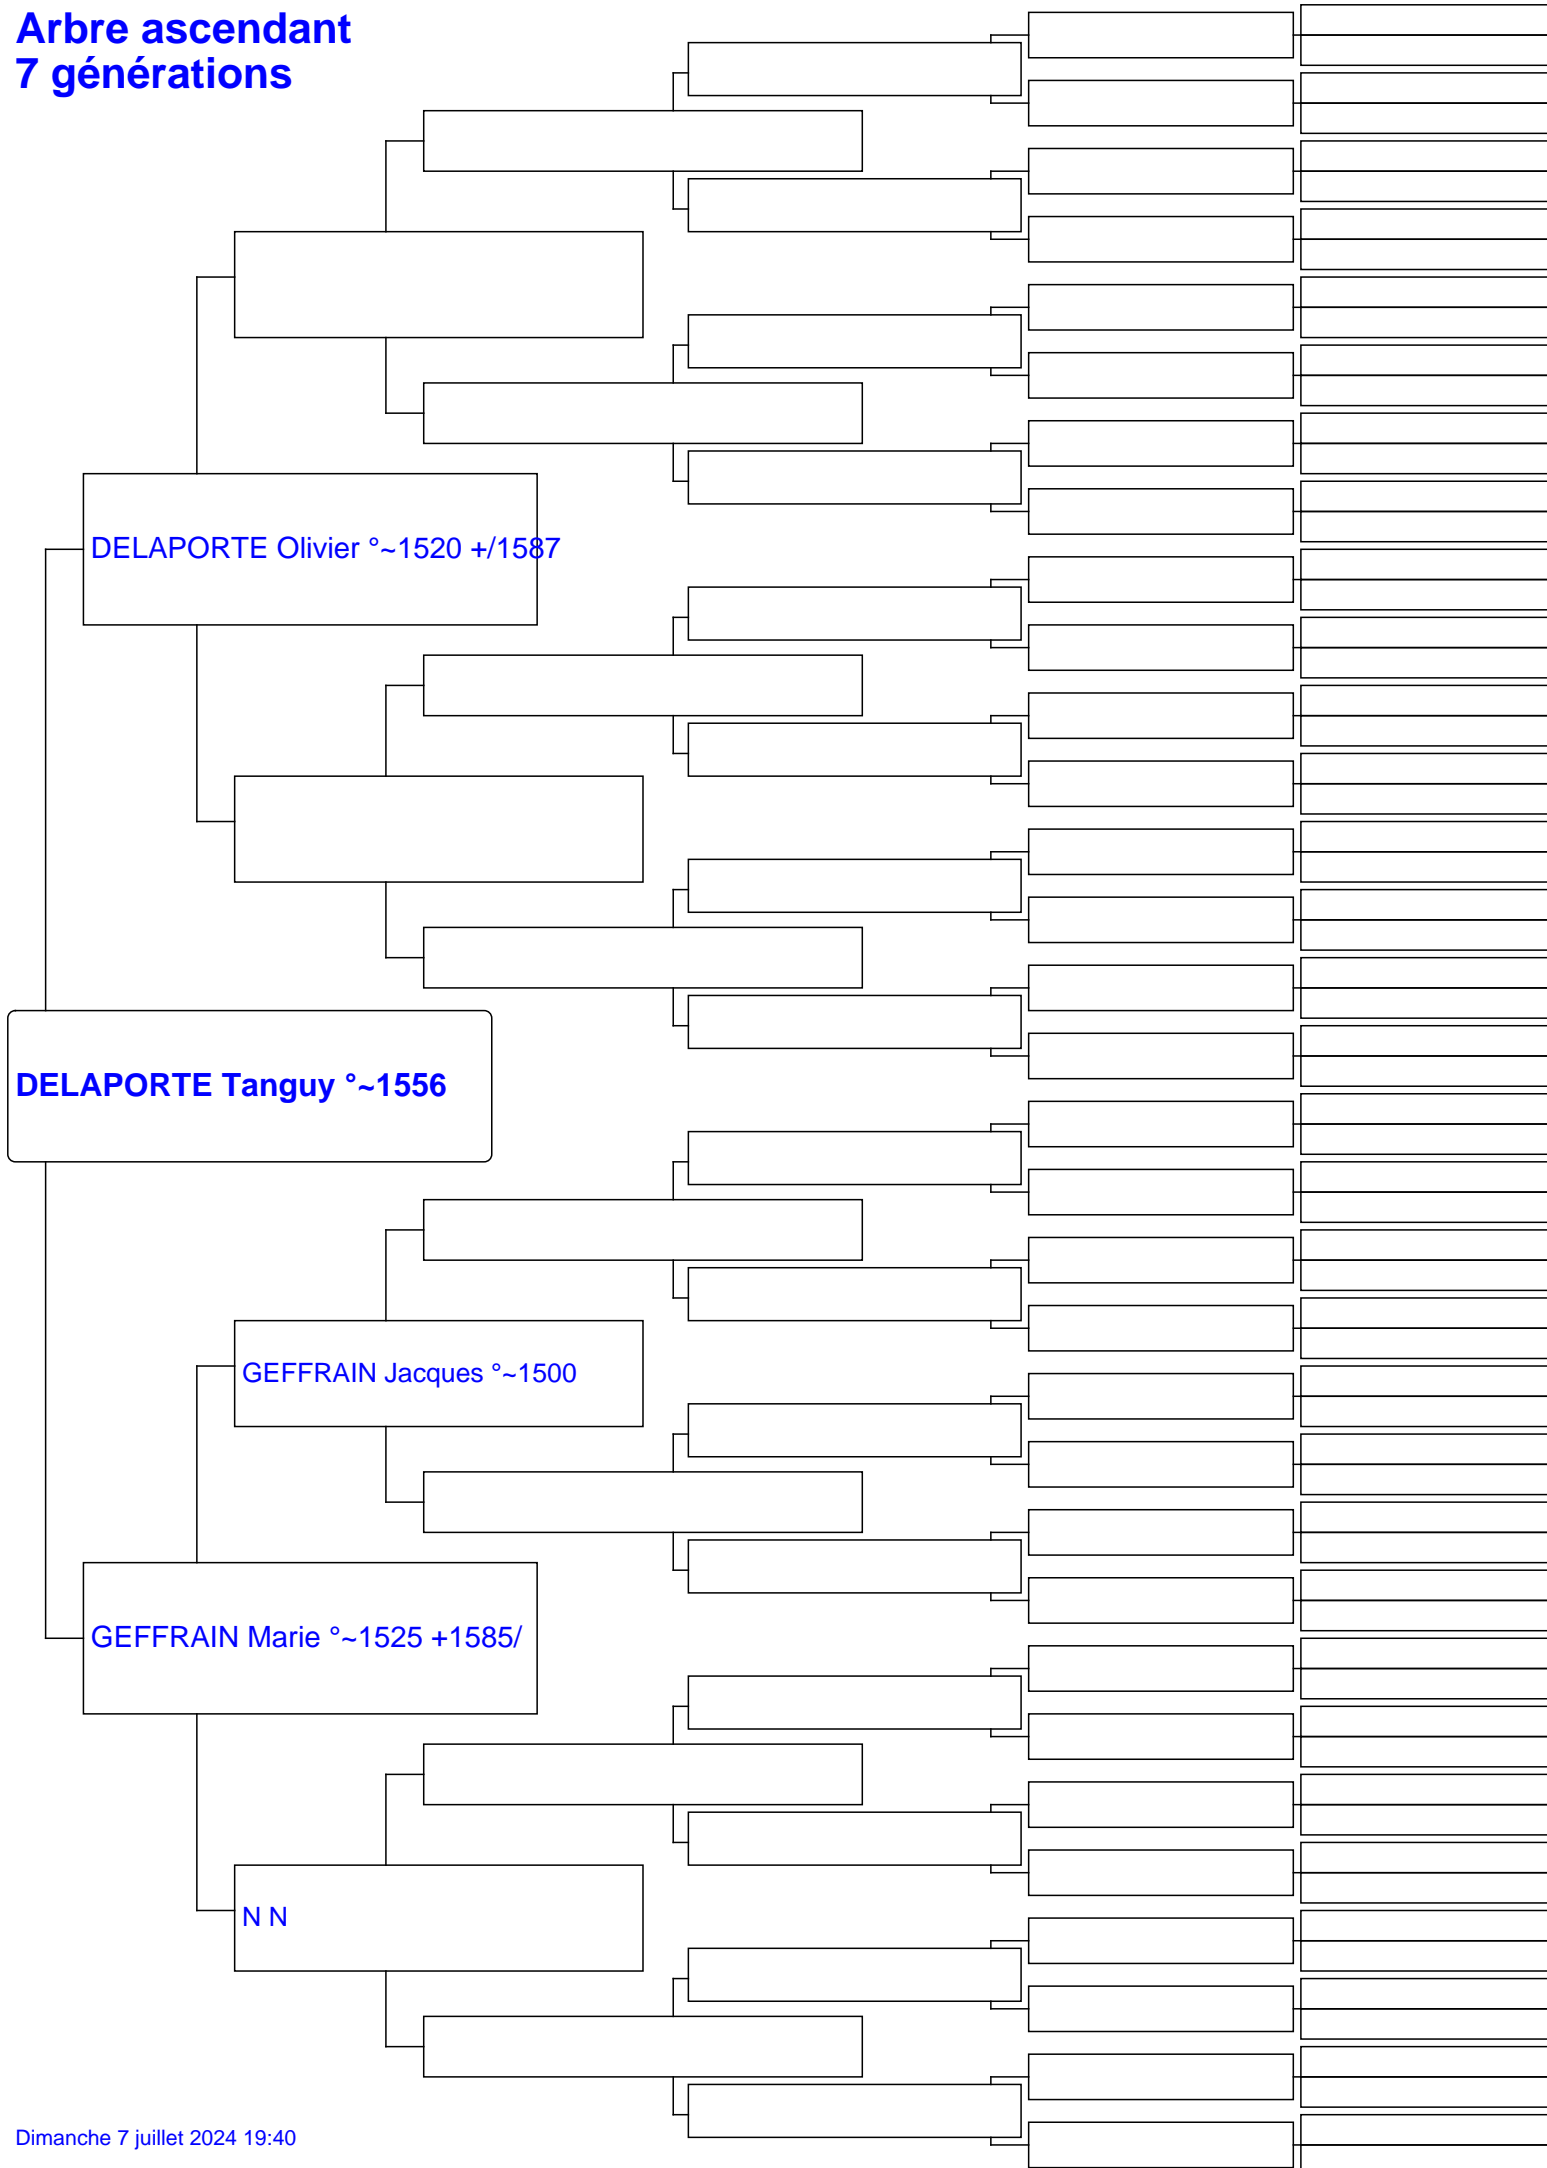 Arbre ascendant
7 générations
DELAPORTE Olivier °~1520 +/1587
DELAPORTE Tanguy °~1556
GEFFRAIN Jacques °~1500
GEFFRAIN Marie °~1525 +1585/
N N
Dimanche 7 juillet 2024 19:40